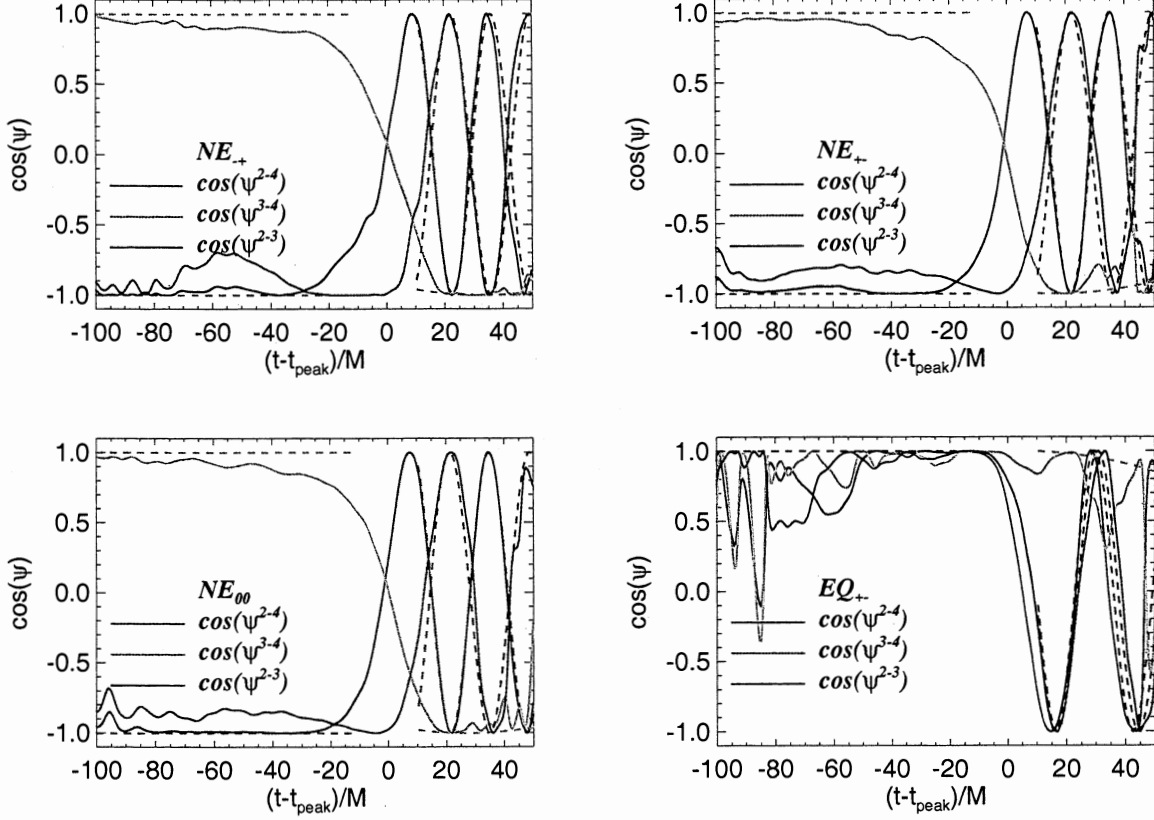 1.0
0.5
0.0
-0.5
-1.0
cos(ψ)
NE-+
cos(ψ2-4)
cos(ψ3-4)
cos(ψ2-3)
-100 -80 -60 -40 -20 0 20 40
(t-tpeak)/M
1.0
0.5
0.0
-0.5
-1.0
cos(ψ)
NE+-
cos(ψ2-4)
cos(ψ3-4)
cos(ψ2-3)
-100 -80 -60 -40 -20 0 20 40
(t-tpeak)/M
1.0
0.5
0.0
-0.5
-1.0
cos(ψ)
NE00
cos(ψ2-4)
cos(ψ3-4)
cos(ψ2-3)
-100 -80 -60 -40 -20 0 20 40
(t-tpeak)/M
1.0
0.5
0.0
-0.5
-1.0
cos(ψ)
EQ+-
cos(ψ2-4)
cos(ψ3-4)
cos(ψ2-3)
-100 -80 -60 -40 -20 0 20 40
(t-tpeak)/M